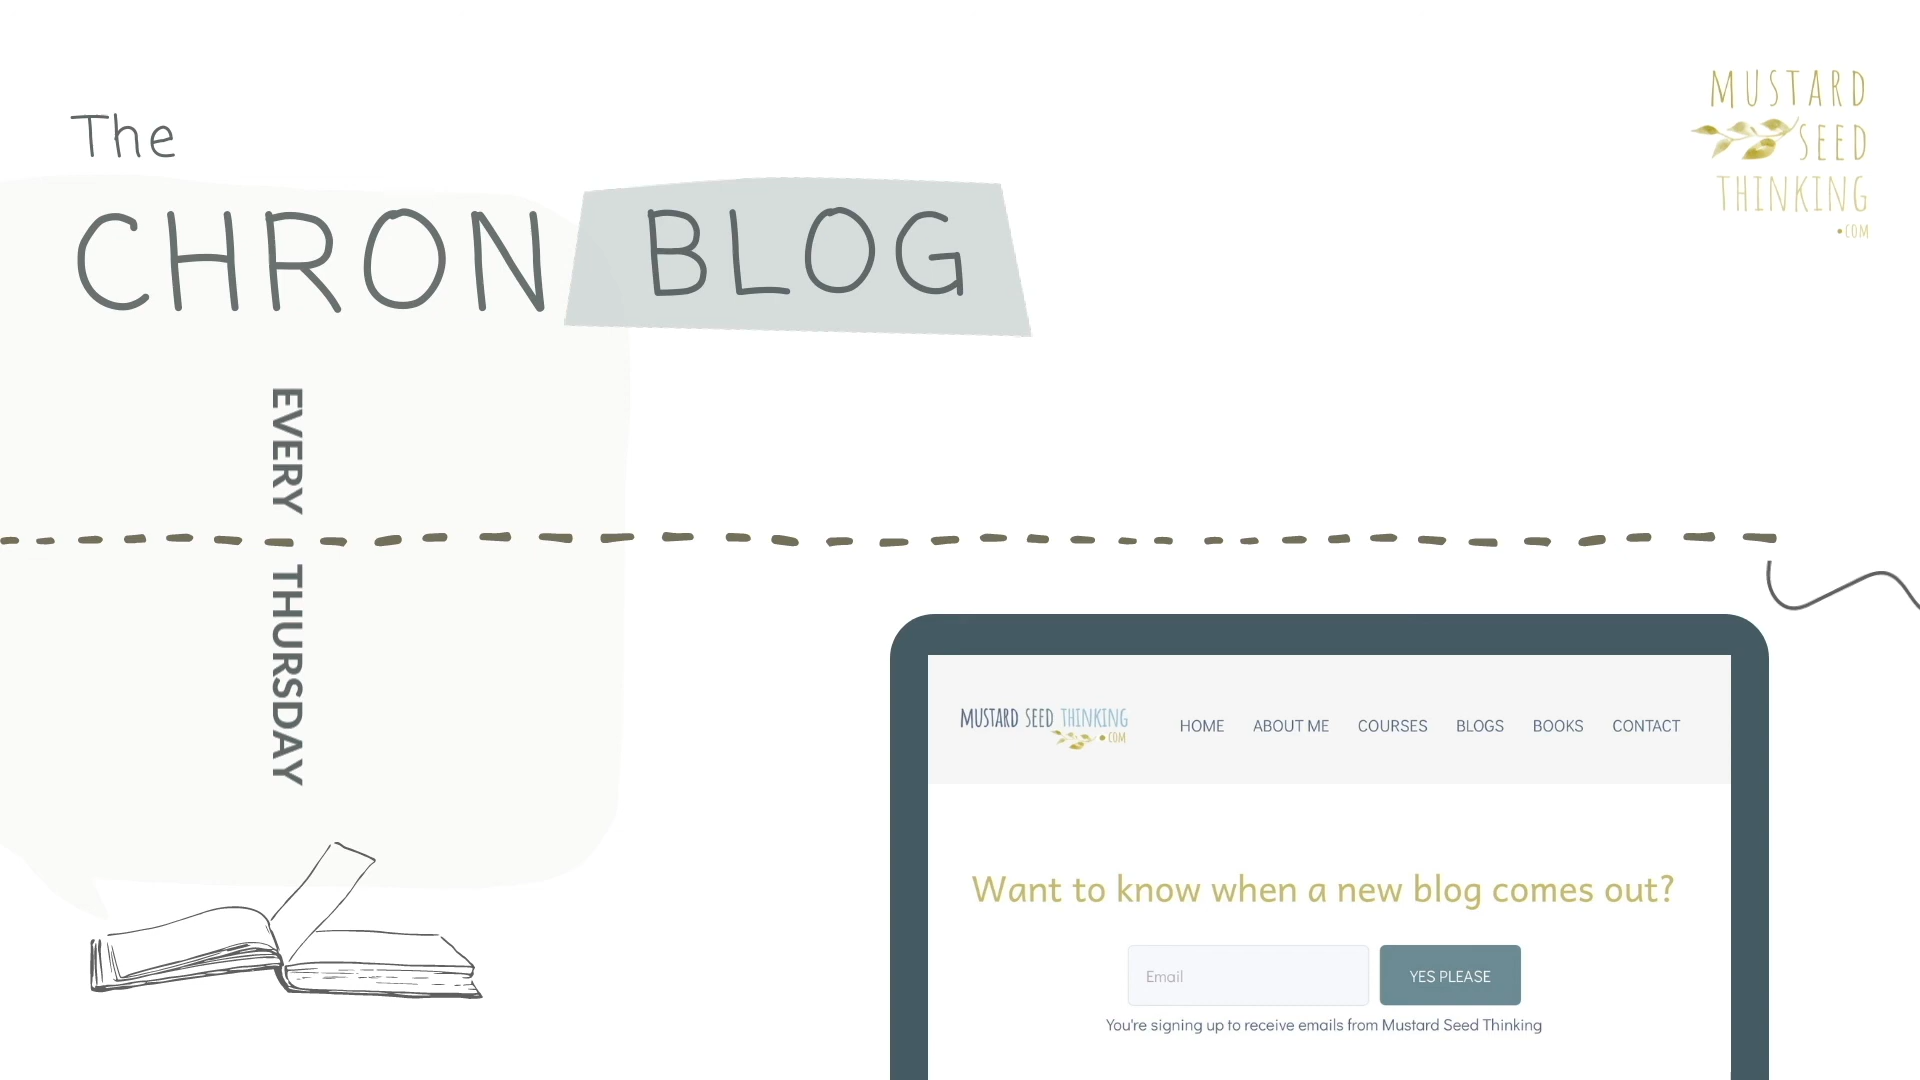 The
CHRON BLOG
MUSTARD
SEED
THINKING
.COM
EVERY THURSDAY
MUSTARD SEED THINKING
.COM
HOME ABOUT ME COURSES BLOGS BOOKS CONTACT
Want to know when a new blog comes out?
Email YES PLEASE
You're signing up to receive emails from Mustard Seed Thinking